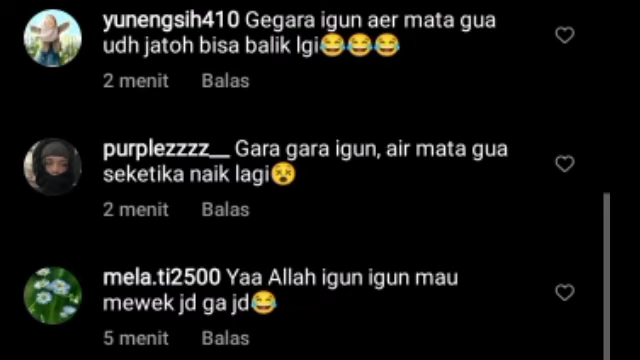 yunengsih410 Gegara igun aer mata gua
udh jatoh bisa balik lgi😂😂😂
2 menit Balas
purplezzzz__ Gara gara igun, air mata gua
seketika naik lagi😵
2 menit Balas
mela.ti2500 Yaa Allah igun igun mau
mewek jd ga jd😂
5 menit Balas